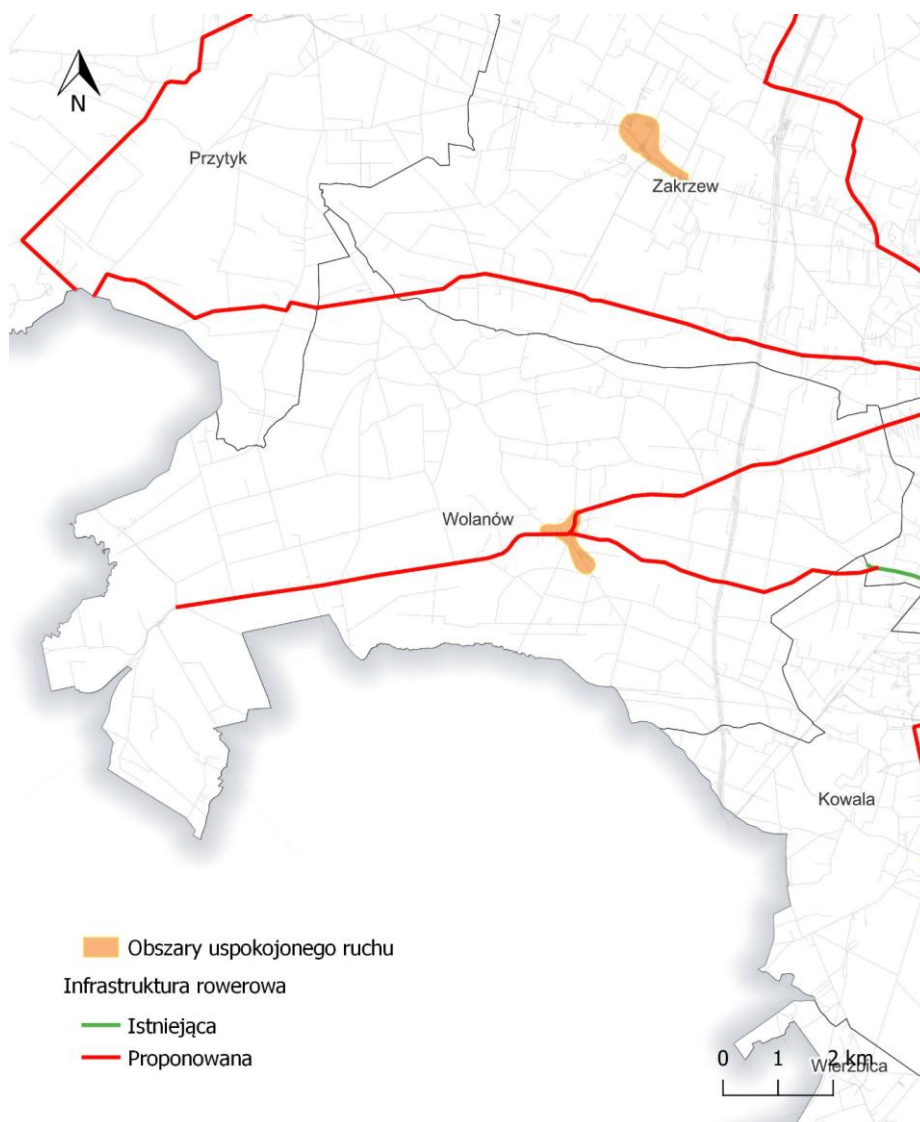 N
Przytyk
Zakrzew
Wolanów
Kowala
Obszary uspokojonego ruchu
Infrastruktura rowerowa
Istniejąca
Proponowana
0 1 2 km
Wierzbica